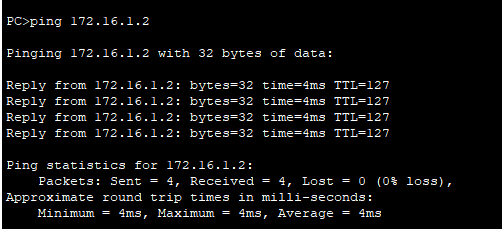 PC>ping 172.16.1.2
Pinging 172.16.1.2 with 32 bytes of data:
Reply from 172.16.1.2: bytes=32 time=4ms TTL=127
Reply from 172.16.1.2: bytes=32 time=4ms TTL=127
Reply from 172.16.1.2: bytes=32 time=4ms TTL=127
Reply from 172.16.1.2: bytes=32 time=4ms TTL=127
Ping statistics for 172.16.1.2:
Packets: Sent = 4, Received = 4, Lost = 0 (0% loss),
Approximate round trip times in milli-seconds:
Minimum = 4ms, Maximum = 4ms, Average = 4ms